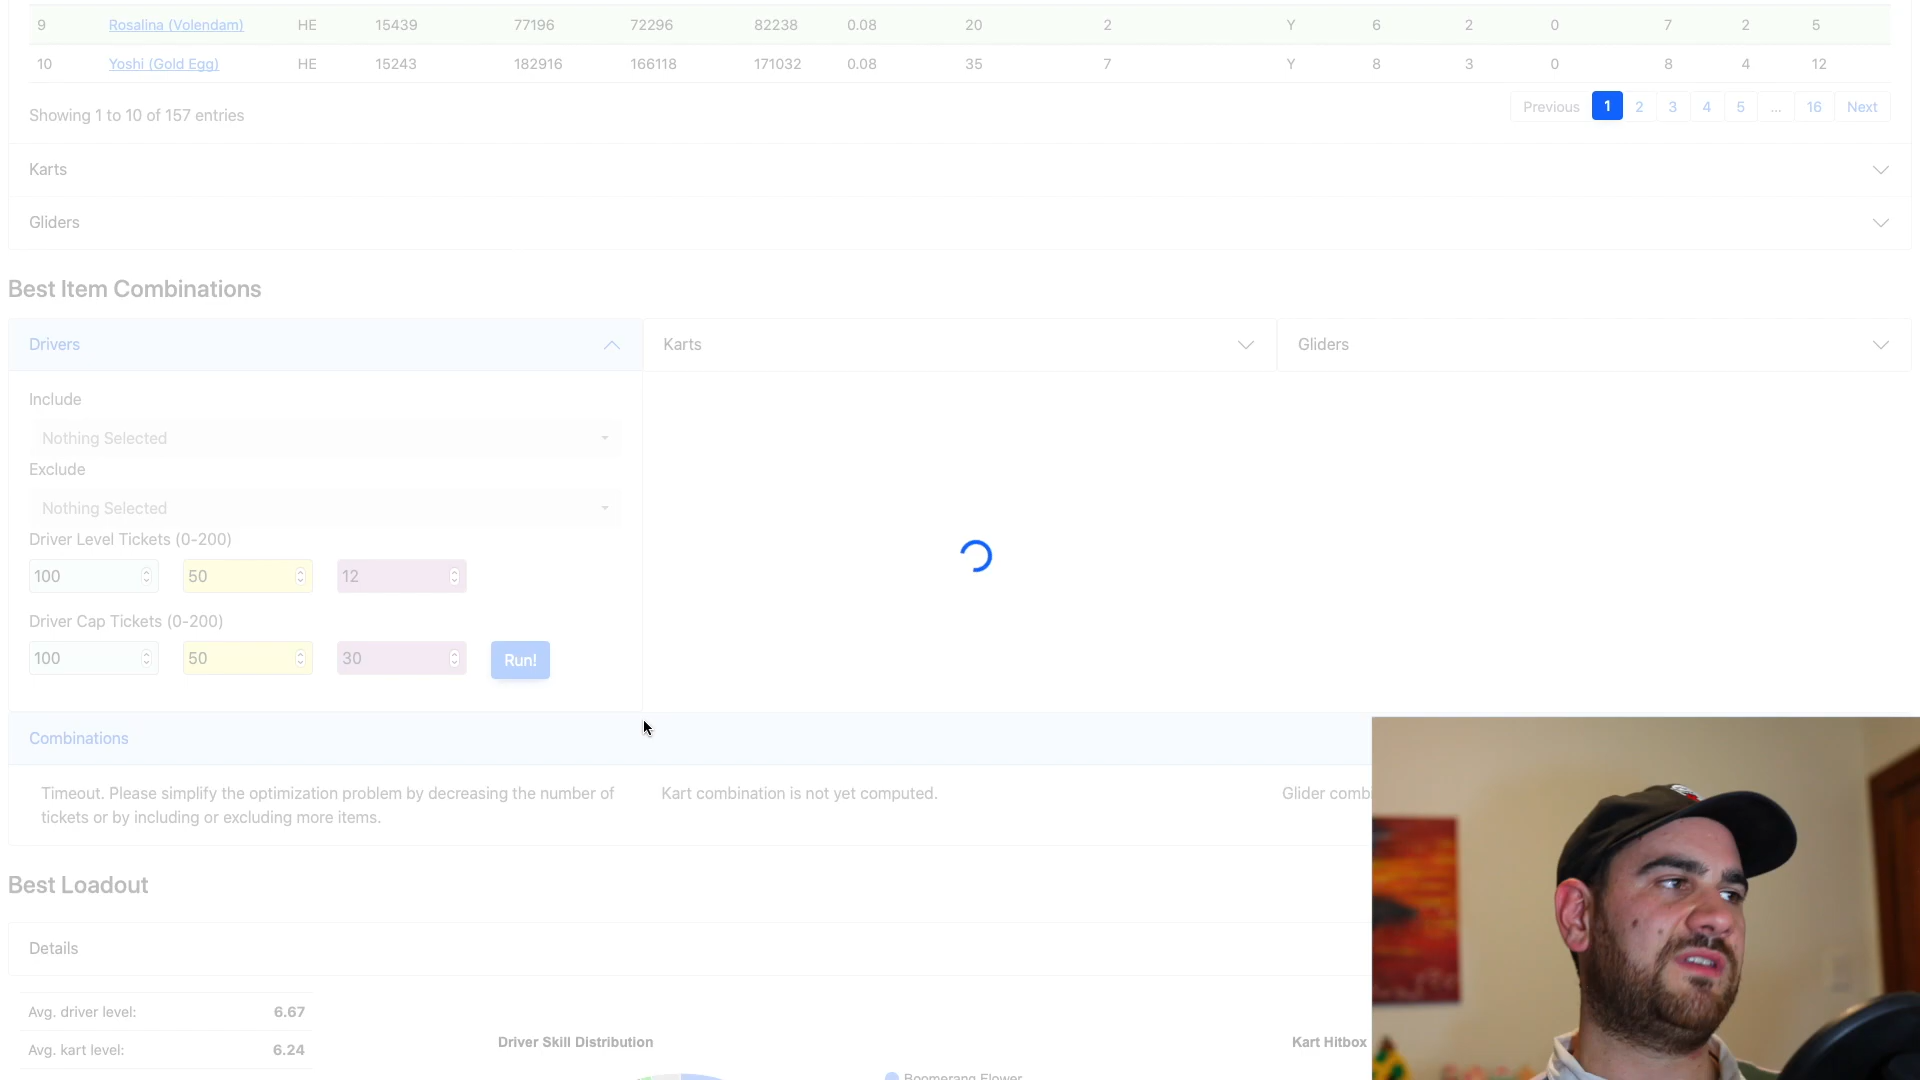 9 Rosalina (Volendam) HE 15439 77196 72296 82238 0.08 20 2 Y 6 2 0 7 2 5
10 Yoshi (Gold Egg) HE 15243 182916 166118 171032 0.08 35 7 Y 8 3 0 8 4 12
Showing 1 to 10 of 157 entries
Previous 1 2 3 4 5 ... 16 Next
Karts
Gliders
Best Item Combinations
Drivers Karts Gliders
Include
Nothing Selected
Exclude
Nothing Selected
Driver Level Tickets (0-200)
100 50 12
Driver Cap Tickets (0-200)
100 50 30 Run!
Combinations
Timeout. Please simplify the optimization problem by decreasing the number of
tickets or by including or excluding more items.
Kart combination is not yet computed.
Glider comb
Best Loadout
Details
Avg. driver level: 6.67
Avg. kart level: 6.24
Driver Skill Distribution
Kart Hitbox
Boomerang Flower